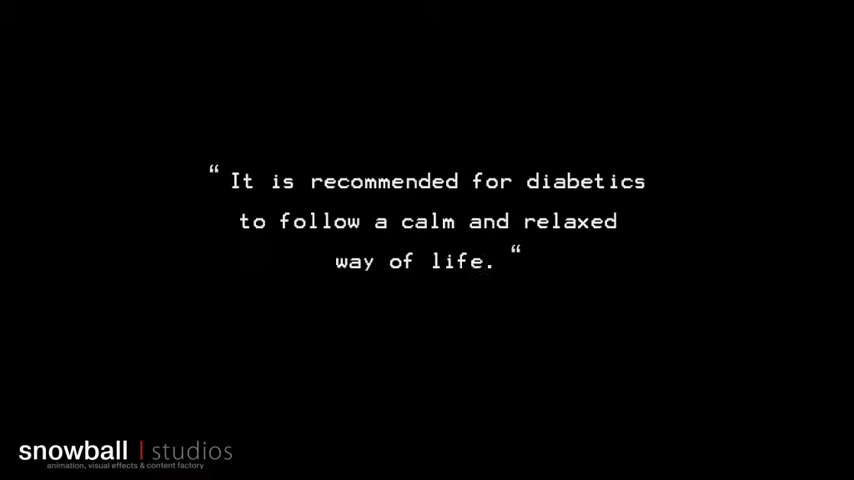 “ It is recommended for diabetics
to follow a calm and relaxed
way of life. “
snowball | studios
animation, visual effects & content factory